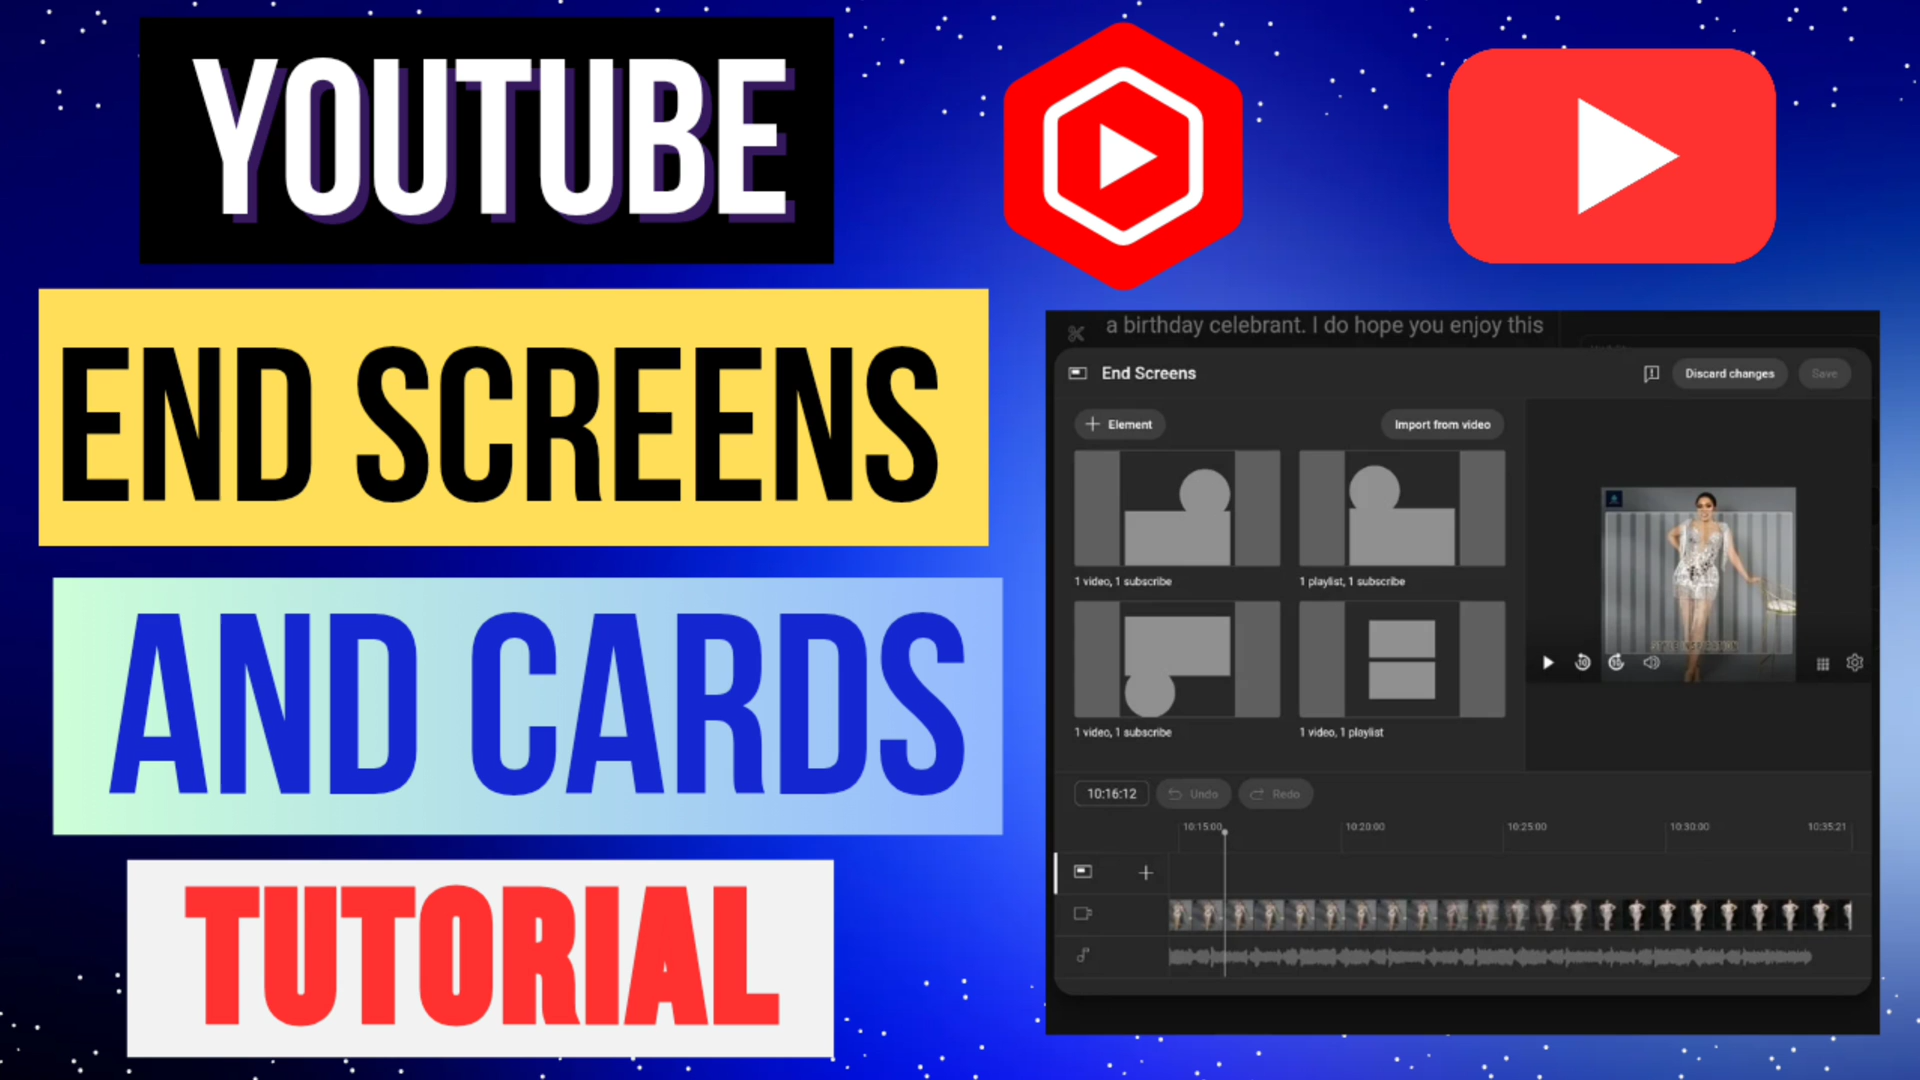 YOUTUBE
END SCREENS
AND CARDS
TUTORIAL
a birthday celebrant. I do hope you enjoy this
End Screens
Discard changes
Save
+ Element
Import from video
1 video, 1 subscribe
1 playlist, 1 subscribe
1 video, 1 subscribe
1 video, 1 playlist
10:16:12
Undo
Redo
10:15:00
10:20:00
10:25:00
10:30:00
10:35:21